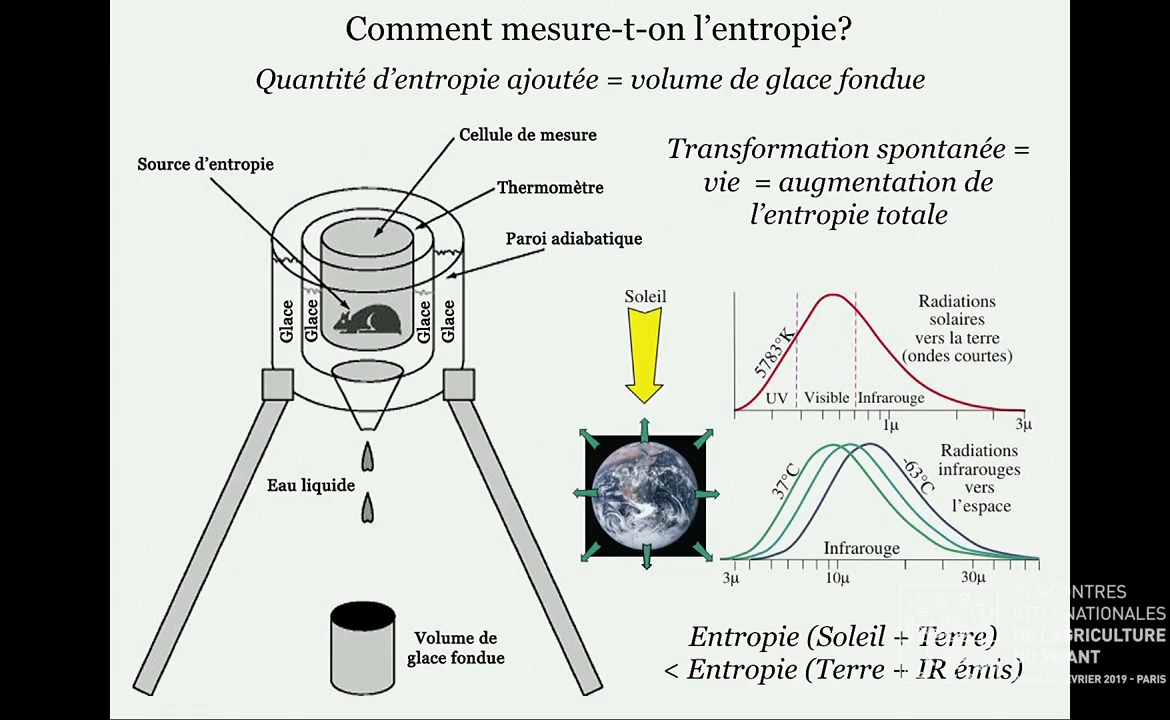 Comment mesure-t-on l’entropie?
Quantité d’entropie ajoutée = volume de glace fondue
Cellule de mesure
Source d’entropie
Thermomètre
Paroi adiabatique
Glace
Glace
Glace
Glace
Eau liquide
Volume de
glace fondue
Transformation spontanée =
vie = augmentation de
l’entropie totale
Soleil
5783°K
UV
Visible
Infrarouge
Radiations
solaires
vers la terre
(ondes courtes)
1µ
3µ
37°C
-63°C
Radiations
infrarouges
vers
l’espace
Infrarouge
3µ
10µ
30µ
Entropie (Soleil + Terre)
< Entropie (Terre + IR émis)
RENCONTRES
INTERNATIONALES
DE L’AGRICULTURE
DU VIVANT
2019 - PARIS